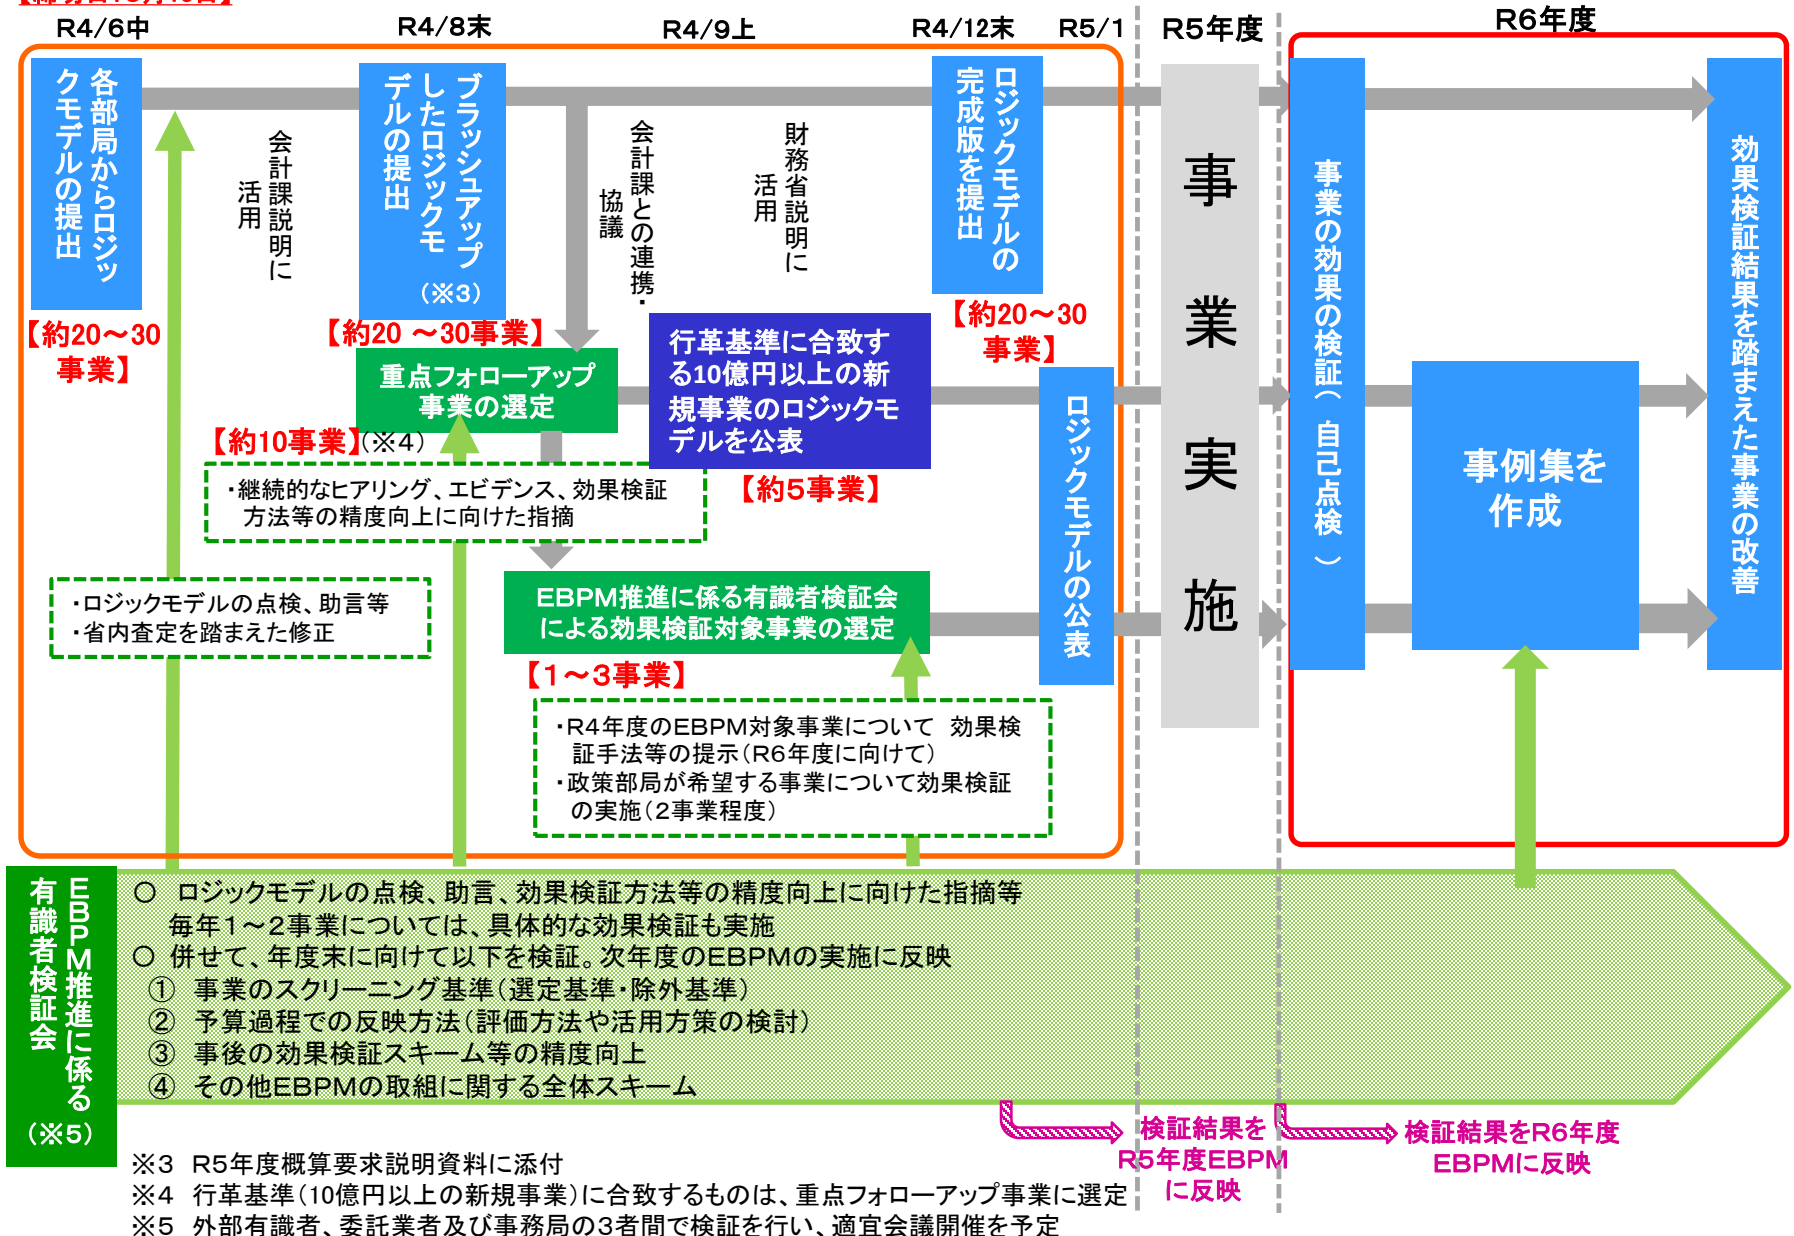 R4/6中
R4/8末
R4/9上
R4/12末
R5/1
R5年度
R6年度
各部局からロジッ
クモデルの提出
【約20～30
事業】
会計課説明に
活用
ブラッシュアップ
したロジックモ
デルの提出
(※3)
【約20 ～30事業】
会計課との連携・
協議
財務省説明に
活用
ロジックモデルの
完成版を提出
【約20～30
事業】
重点フォローアップ
事業の選定
【約10事業】(※4)
行革基準に合致す
る10億円以上の新
規事業のロジックモ
デルを公表
【約5事業】
・継続的なヒアリング、エビデンス、効果検証
方法等の精度向上に向けた指摘
・ロジックモデルの点検、助言等
・省内査定を踏まえた修正
EBPM推進に係る有識者検証会
による効果検証対象事業の選定
【1～3事業】
・R4年度のEBPM対象事業について 効果検
証手法等の提示(R6年度に向けて)
・政策部局が希望する事業について効果検証
の実施(2事業程度)
ロジックモデルの公表
事業実施
事業の効果の検証(自己点検)
事例集を
作成
効果検証結果を踏まえた事業の改善
EBPM推進に係る
有識者検証会
(※5)
○ ロジックモデルの点検、助言、効果検証方法等の精度向上に向けた指摘等
毎年1～2事業については、具体的な効果検証も実施
○ 併せて、年度末に向けて以下を検証。次年度のEBPMの実施に反映
① 事業のスクリーニング基準(選定基準・除外基準)
② 予算過程での反映方法(評価方法や活用方策の検討)
③ 事後の効果検証スキーム等の精度向上
④ その他EBPMの取組に関する全体スキーム
検証結果を
R5年度EBPM
に反映
検証結果をR6年度
EBPMに反映
※3 R5年度概算要求説明資料に添付
※4 行革基準(10億円以上の新規事業)に合致するものは、重点フォローアップ事業に選定
※5 外部有識者、委託業者及び事務局の3者間で検証を行い、適宜会議開催を予定